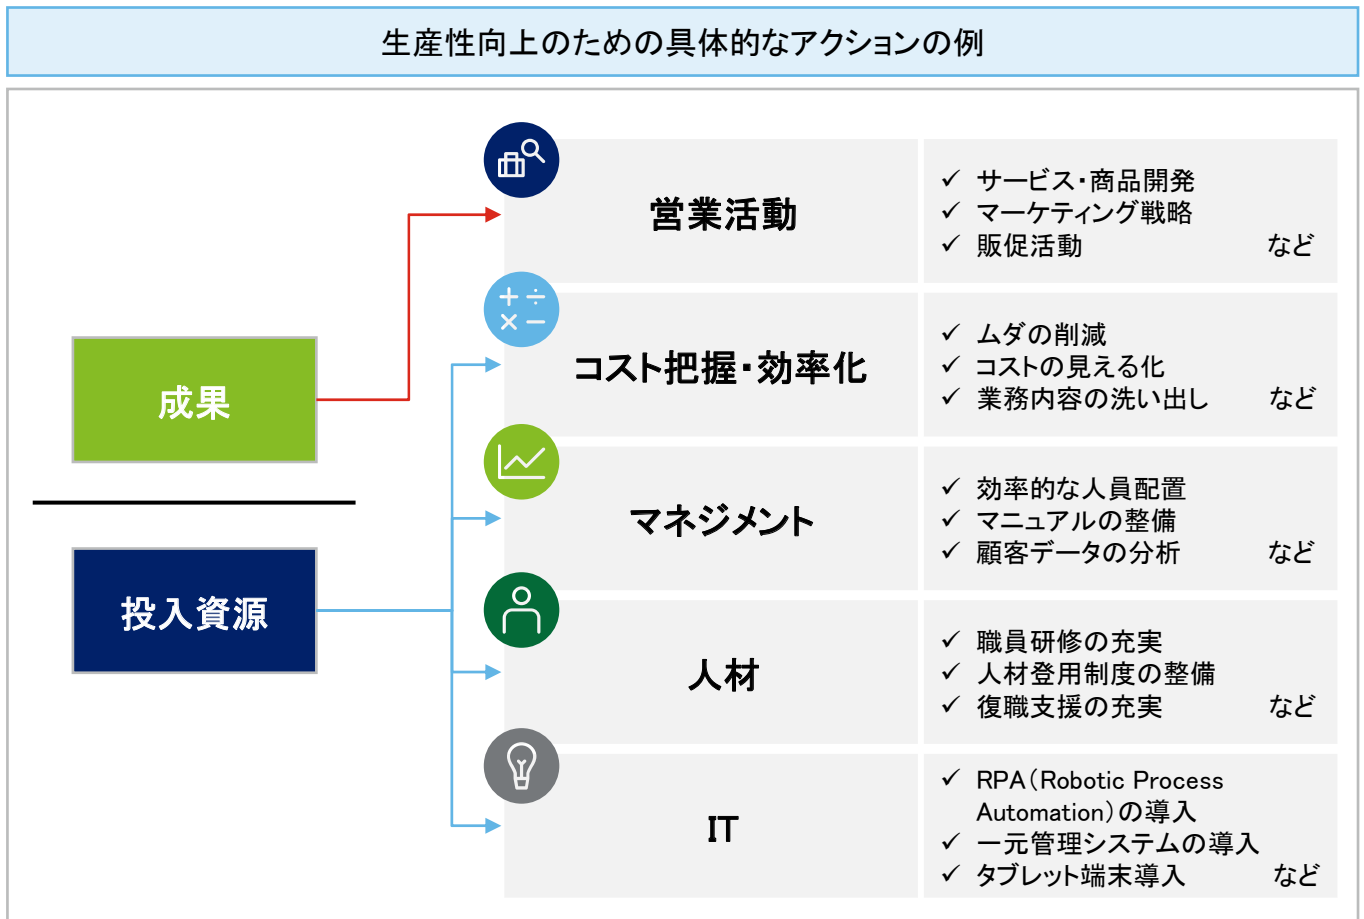 生産性向上のための具体的なアクションの例
成果
投入資源
営業活動
✓ サービス・商品開発
✓ マーケティング戦略
✓ 販促活動 など
コスト把握・効率化
✓ ムダの削減
✓ コストの見える化
✓ 業務内容の洗い出し など
マネジメント
✓ 効率的な人員配置
✓ マニュアルの整備
✓ 顧客データの分析 など
人材
✓ 職員研修の充実
✓ 人材登用制度の整備
✓ 復職支援の充実 など
IT
✓ RPA(Robotic Process
Automation)の導入
✓ 一元管理システムの導入
✓ タブレット端末導入 など